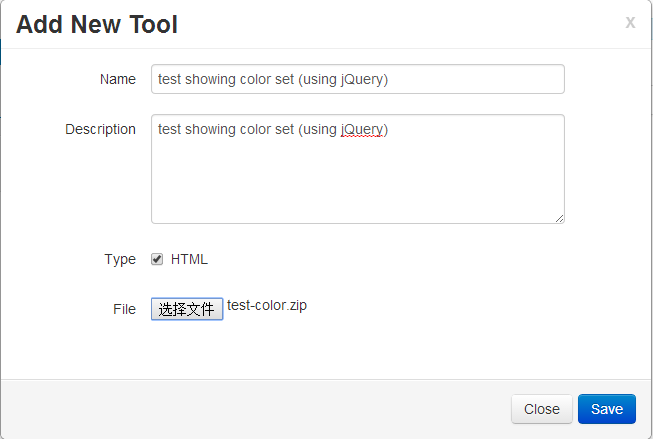 Add New Tool
x
Name
test showing color set (using jQuery)
Description
test showing color set (using jQuery)
Type
HTML
File
选择文件 test-color.zip
Close
Save